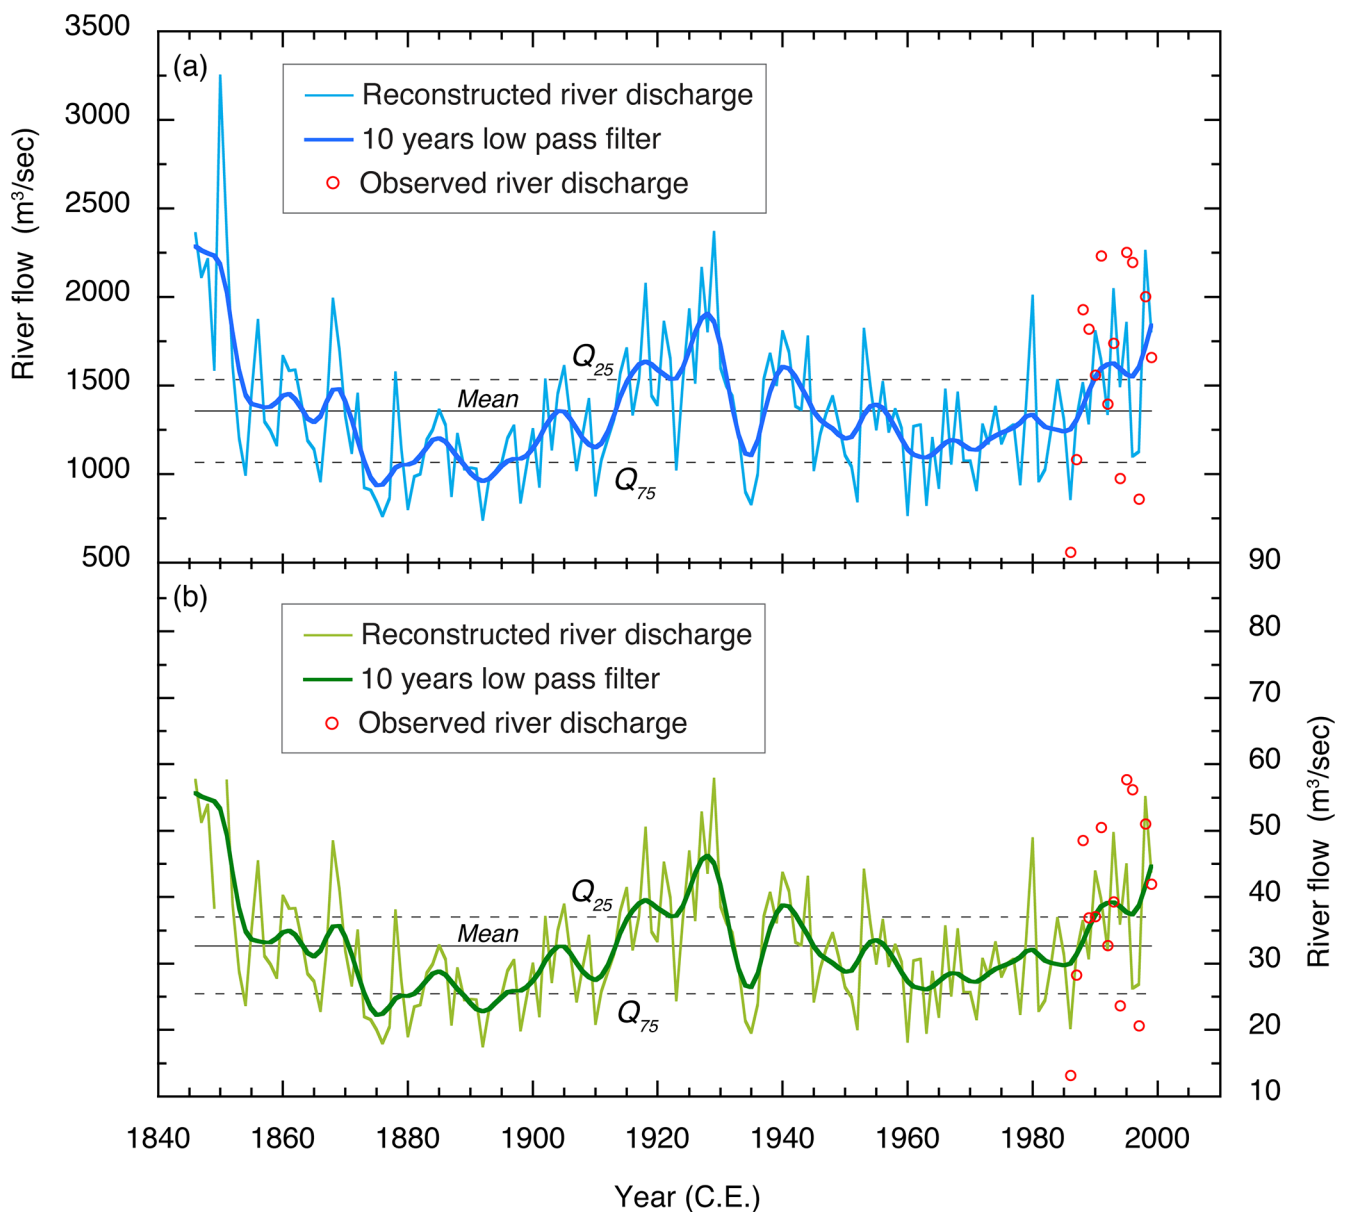 3500
3000
2500
2000
1500
1000
500
River flow (m³/sec)
(a)
Reconstructed river discharge
10 years low pass filter
Observed river discharge
Q25
Mean
Q75
(b)
Reconstructed river discharge
10 years low pass filter
Observed river discharge
Q25
Mean
Q75
90
80
70
60
50
40
30
20
10
River flow (m³/sec)
1840 1860 1880 1900 1920 1940 1960 1980 2000
Year (C.E.)